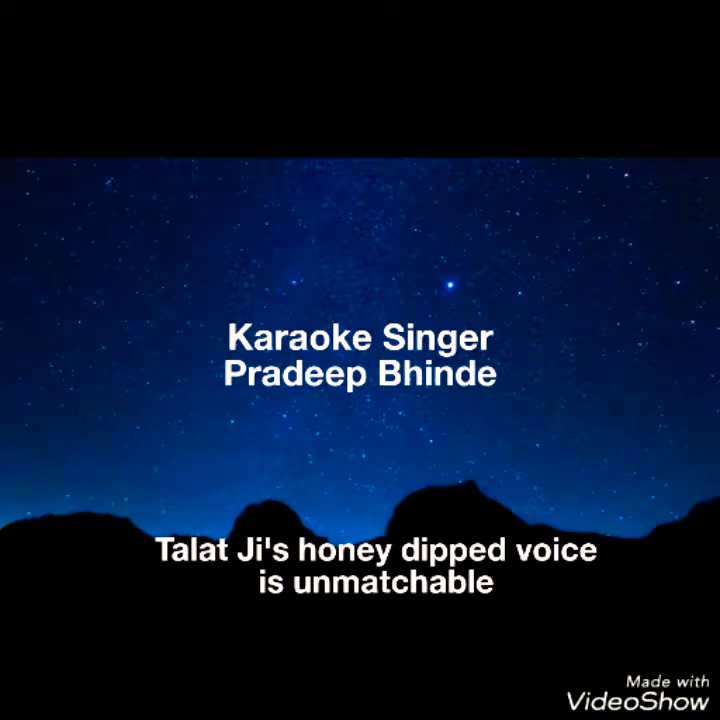 Karaoke Singer
Pradeep Bhinde
Talat Ji's honey dipped voice
is unmatchable
Made with
VideoShow